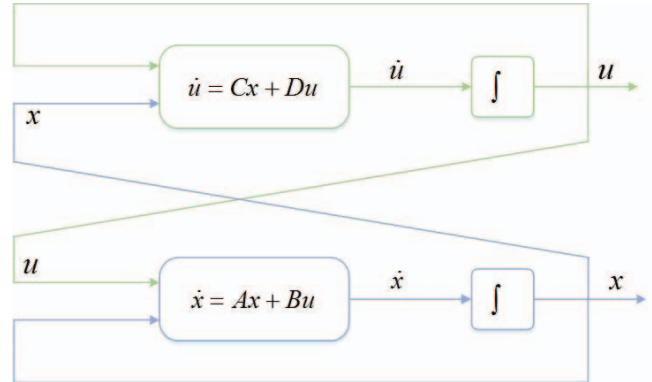 u̇ = Cx + Du
u̇
∫
u
x
u
ẋ = Ax + Bu
ẋ
∫
x